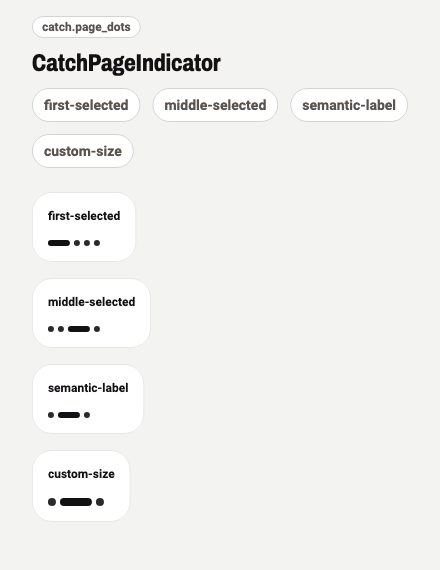 catch.page_dots
CatchPageIndicator
first-selected middle-selected semantic-label
custom-size
first-selected
middle-selected
semantic-label
custom-size